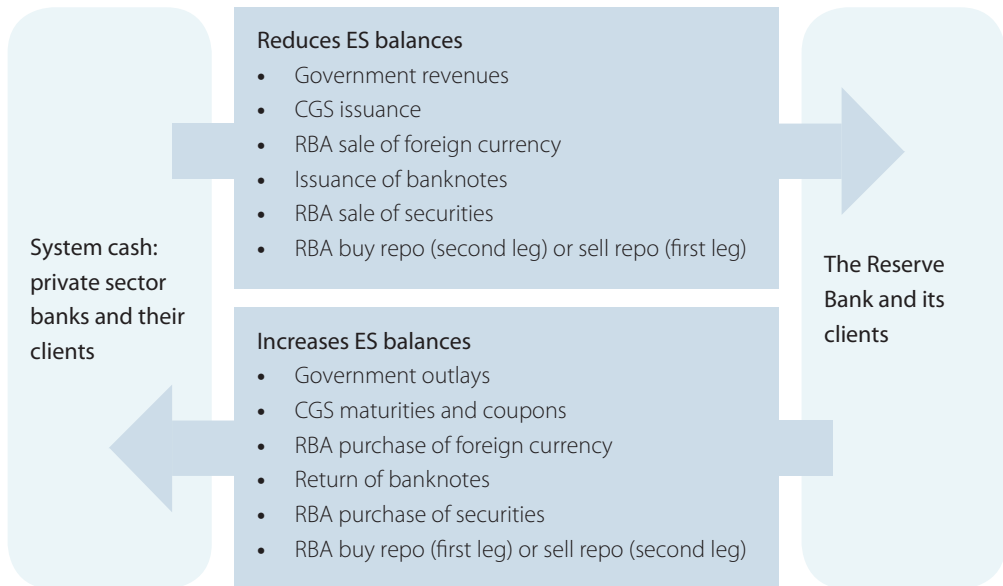 System cash:
private sector
banks and their
clients
Reduces ES balances
• Government revenues
• CGS issuance
• RBA sale of foreign currency
• Issuance of banknotes
• RBA sale of securities
• RBA buy repo (second leg) or sell repo (first leg)
Increases ES balances
• Government outlays
• CGS maturities and coupons
• RBA purchase of foreign currency
• Return of banknotes
• RBA purchase of securities
• RBA buy repo (first leg) or sell repo (second leg)
The Reserve
Bank and its
clients